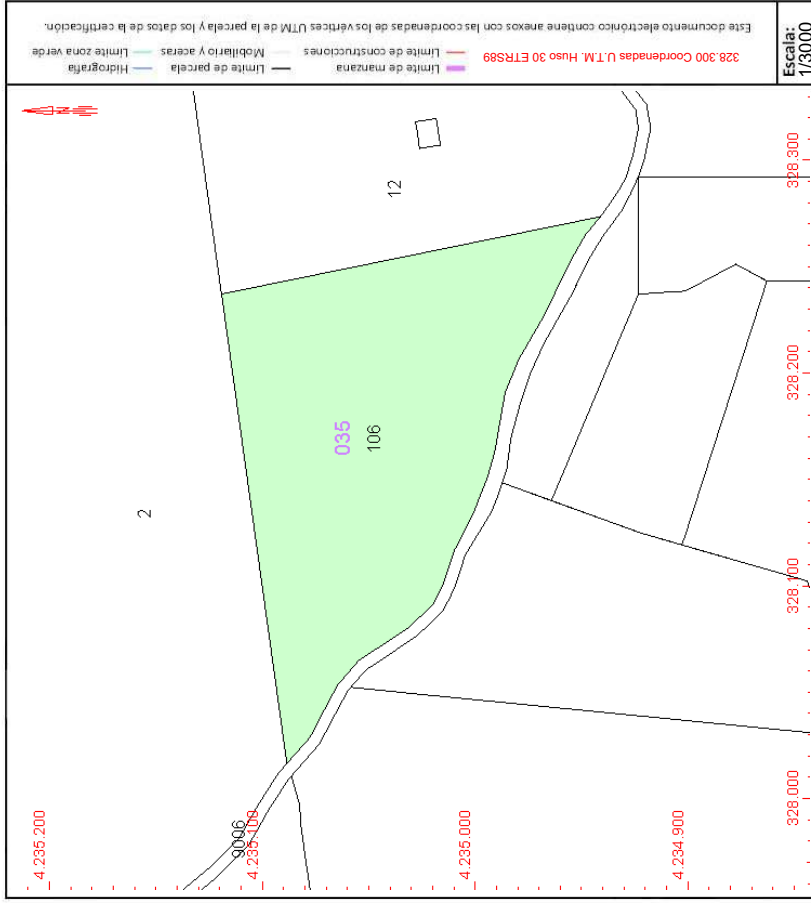 Este documento electrónico contiene anexos con las coordenadas de los vértices UTM de la parcela y los datos de la certificación.
328.300 Coordenadas U.T.M. Huso 30 ETRS89
Límite de manzana
Límite de construcciones
Límite de parcela
Mobiliario y aceras
Hidrografía
Límite zona verde
Escala:
1/3000
4.235.200
4.235.100
4.235.000
4.234.900
328.300
328.200
328.100
328.000
2
12
035
106
9006